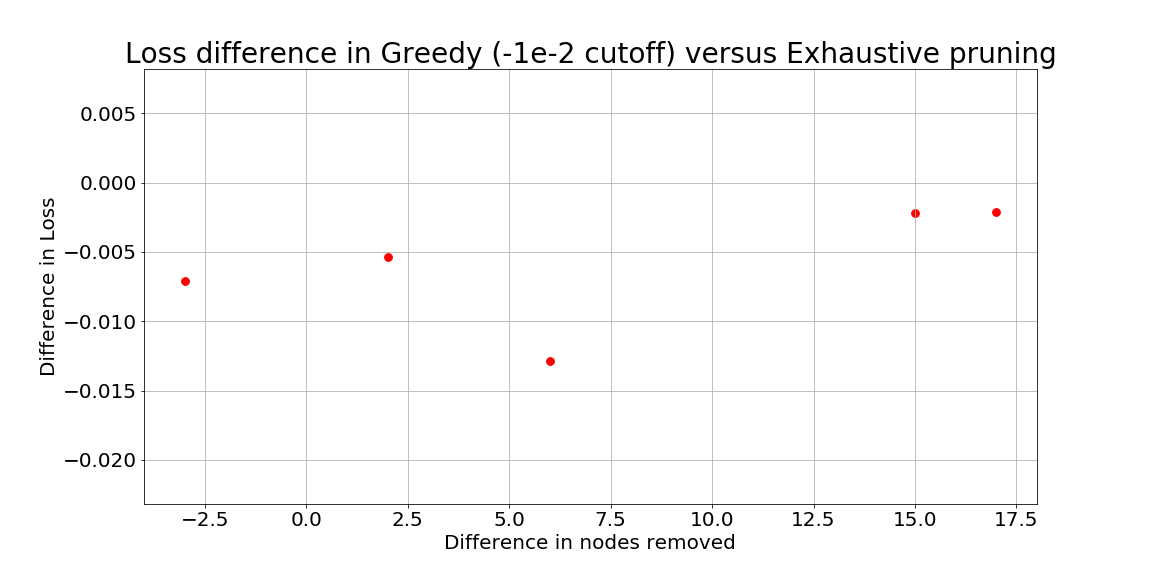 Loss difference in Greedy (-1e-2 cutoff) versus Exhaustive pruning
0.005
0.000
−0.005
−0.010
−0.015
−0.020
Difference in Loss
−2.5 0.0 2.5 5.0 7.5 10.0 12.5 15.0 17.5
Difference in nodes removed